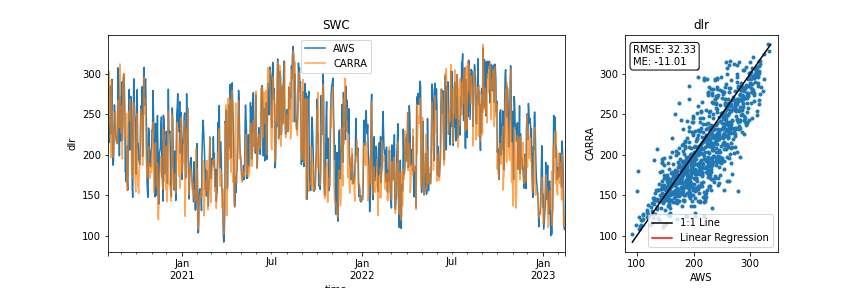 SWC
AWS
CARRA
dlr
300
250
200
150
100
Jan
2021
Jul
Jan
2022
Jul
Jan
2023
time
dlr
RMSE: 32.33
ME: -11.01
CARRA
300
250
200
150
100
1:1 Line
Linear Regression
100 200 300
AWS